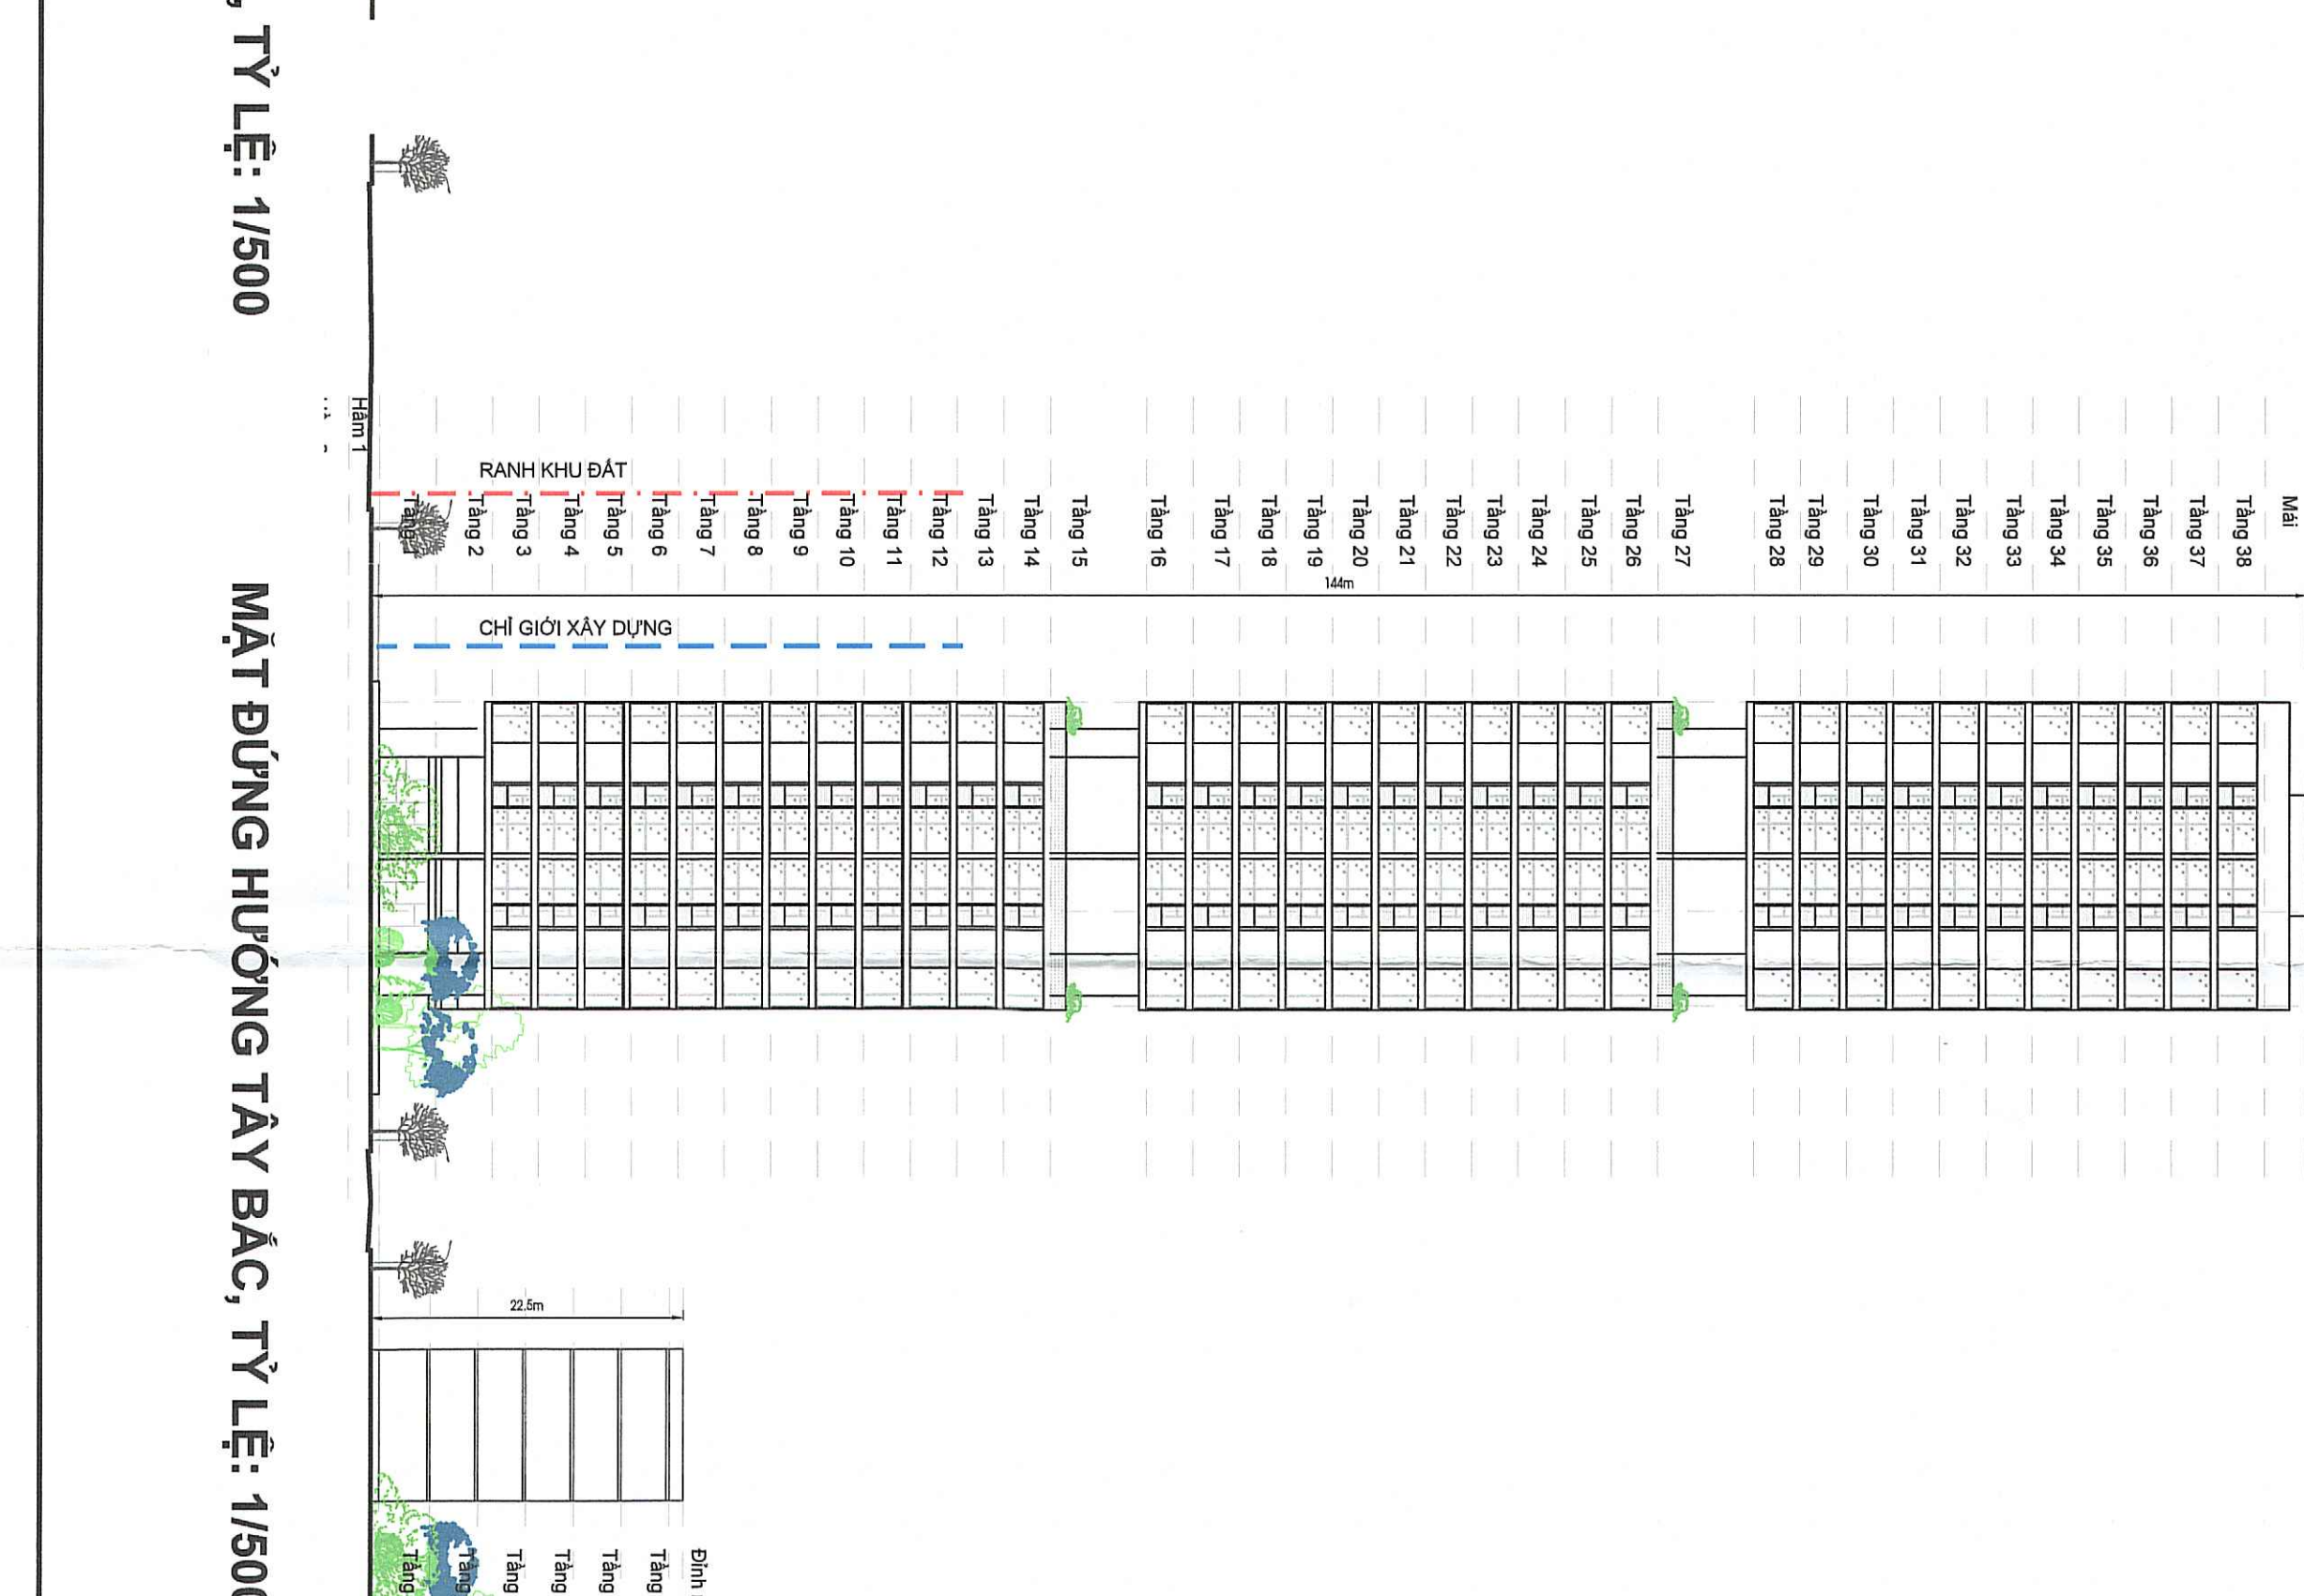 , TỶ LỆ: 1/500
MẶT ĐỨNG HƯỚNG TÂY BẮC, TỶ LỆ: 1/500
Hầm 1
RANH KHU ĐẤT
CHỈ GIỚI XÂY DỰNG
144m
22.5m
Mái
Tầng 38
Tầng 37
Tầng 36
Tầng 35
Tầng 34
Tầng 33
Tầng 32
Tầng 31
Tầng 30
Tầng 29
Tầng 28
Tầng 27
Tầng 26
Tầng 25
Tầng 24
Tầng 23
Tầng 22
Tầng 21
Tầng 20
Tầng 19
Tầng 18
Tầng 17
Tầng 16
Tầng 15
Tầng 14
Tầng 13
Tầng 12
Tầng 11
Tầng 10
Tầng 9
Tầng 8
Tầng 7
Tầng 6
Tầng 5
Tầng 4
Tầng 3
Tầng 2
Tầng 1
Đỉnh
Tầng
Tầng
Tầng
Tầng
Tầng
Tầng